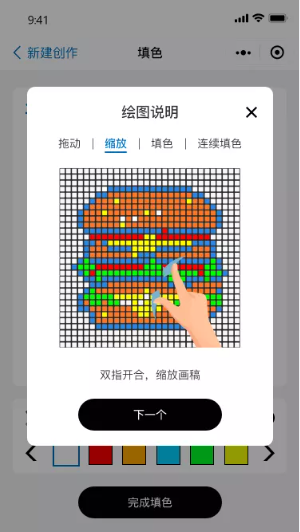 9:41
新建创作
填色
绘图说明
拖动 | 缩放 | 填色 | 连续填色
双指开合，缩放画稿
下一个
完成填色